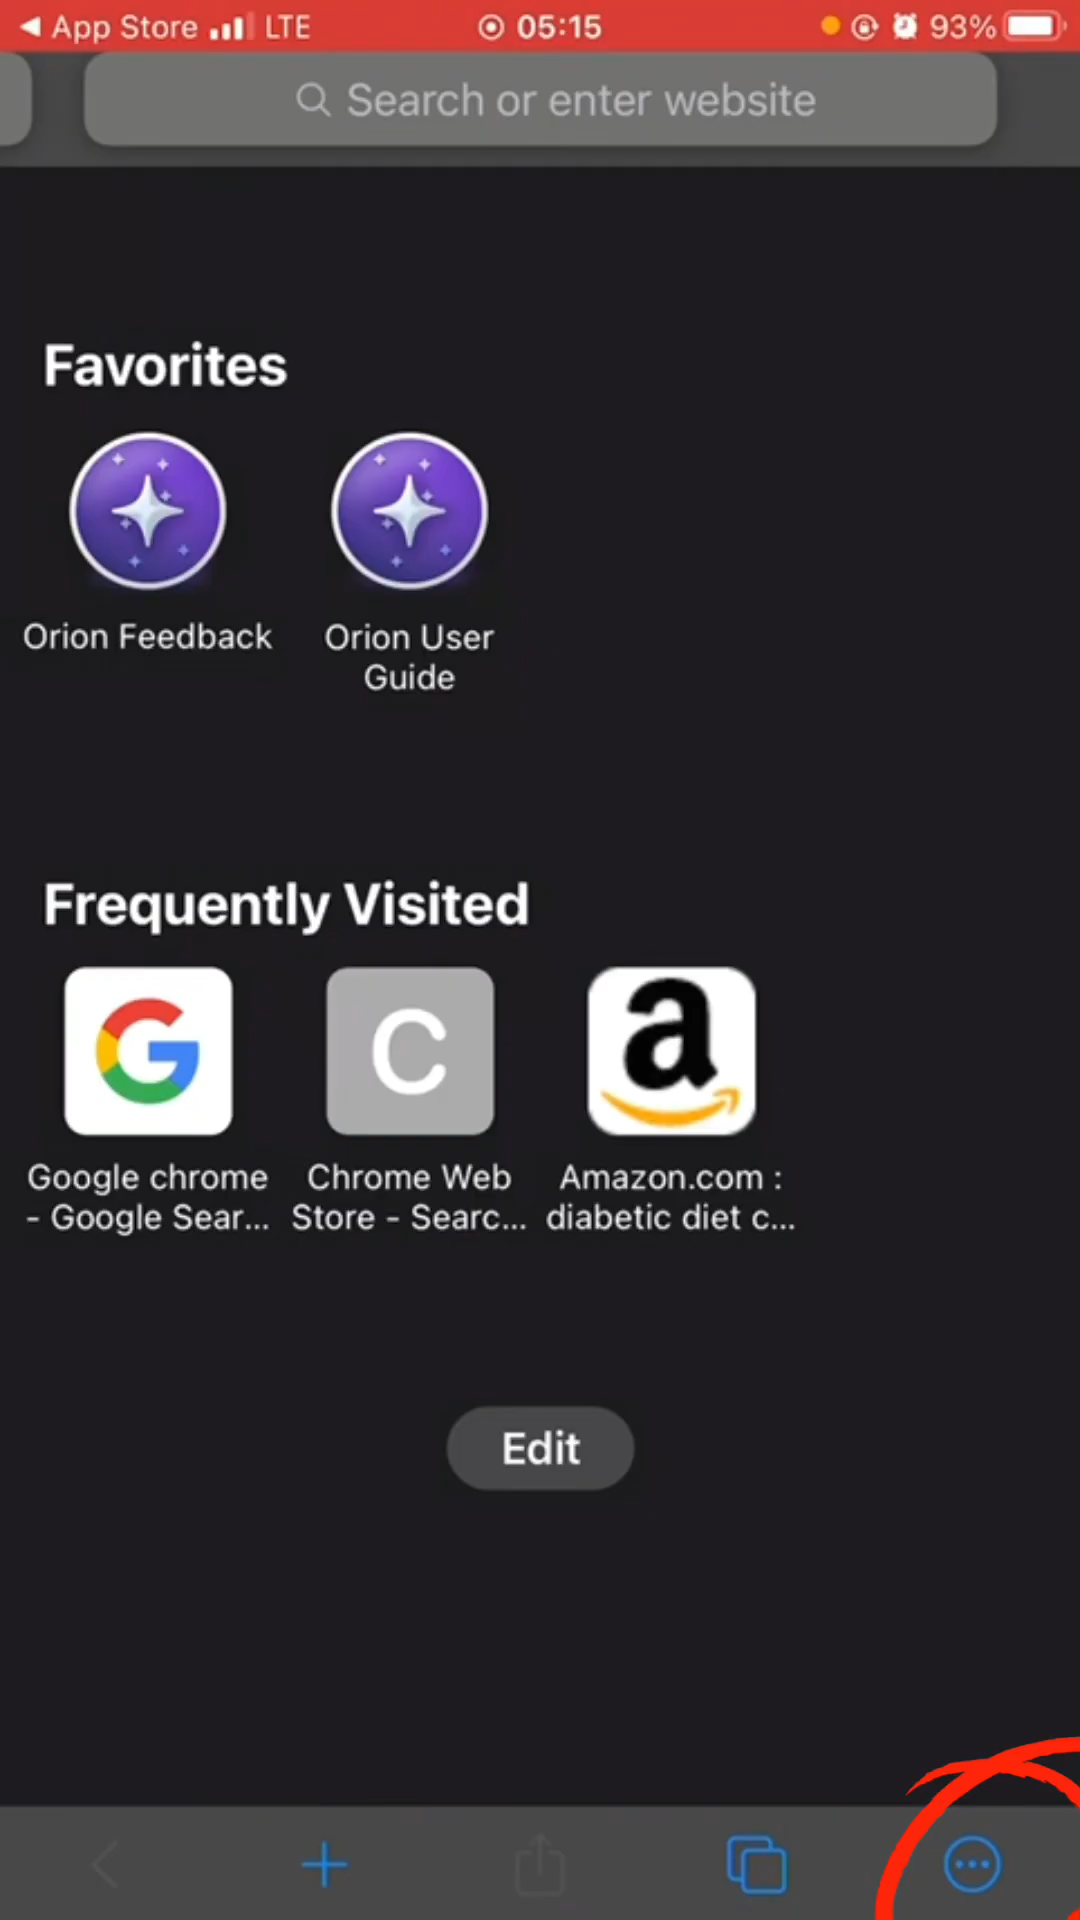 App Store LTE 05:15 93%
Search or enter website
Favorites
Orion Feedback
Orion User
Guide
Frequently Visited
G
C
a
Google chrome
- Google Sear...
Chrome Web
Store - Searc...
Amazon.com :
diabetic diet c...
Edit